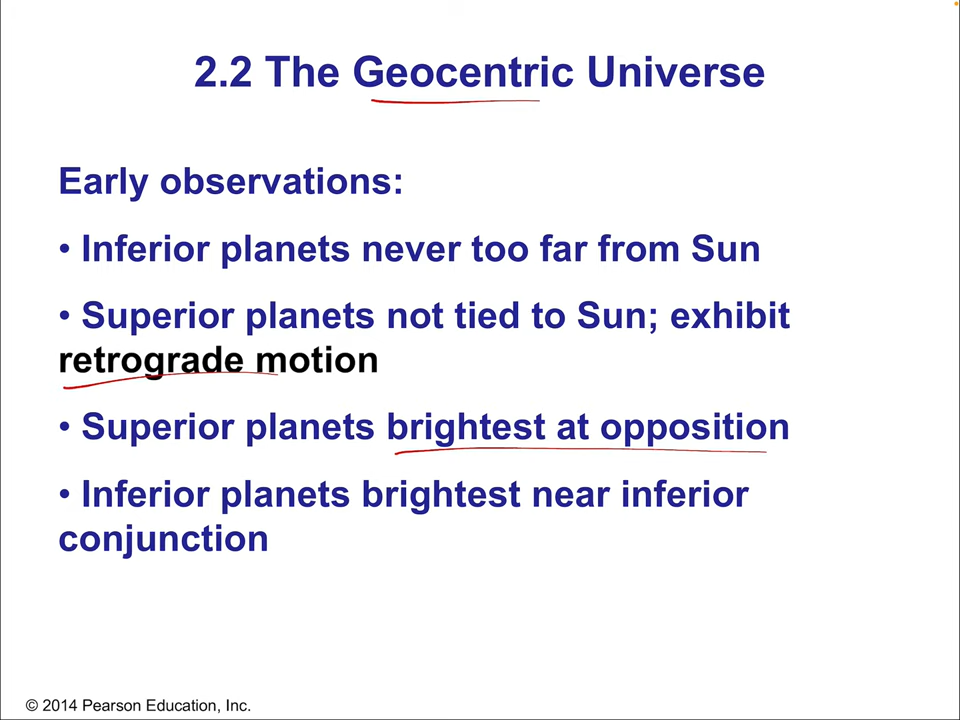 2.2 The Geocentric Universe
Early observations:
• Inferior planets never too far from Sun
• Superior planets not tied to Sun; exhibit
retrograde motion
• Superior planets brightest at opposition
• Inferior planets brightest near inferior
conjunction
© 2014 Pearson Education, Inc.